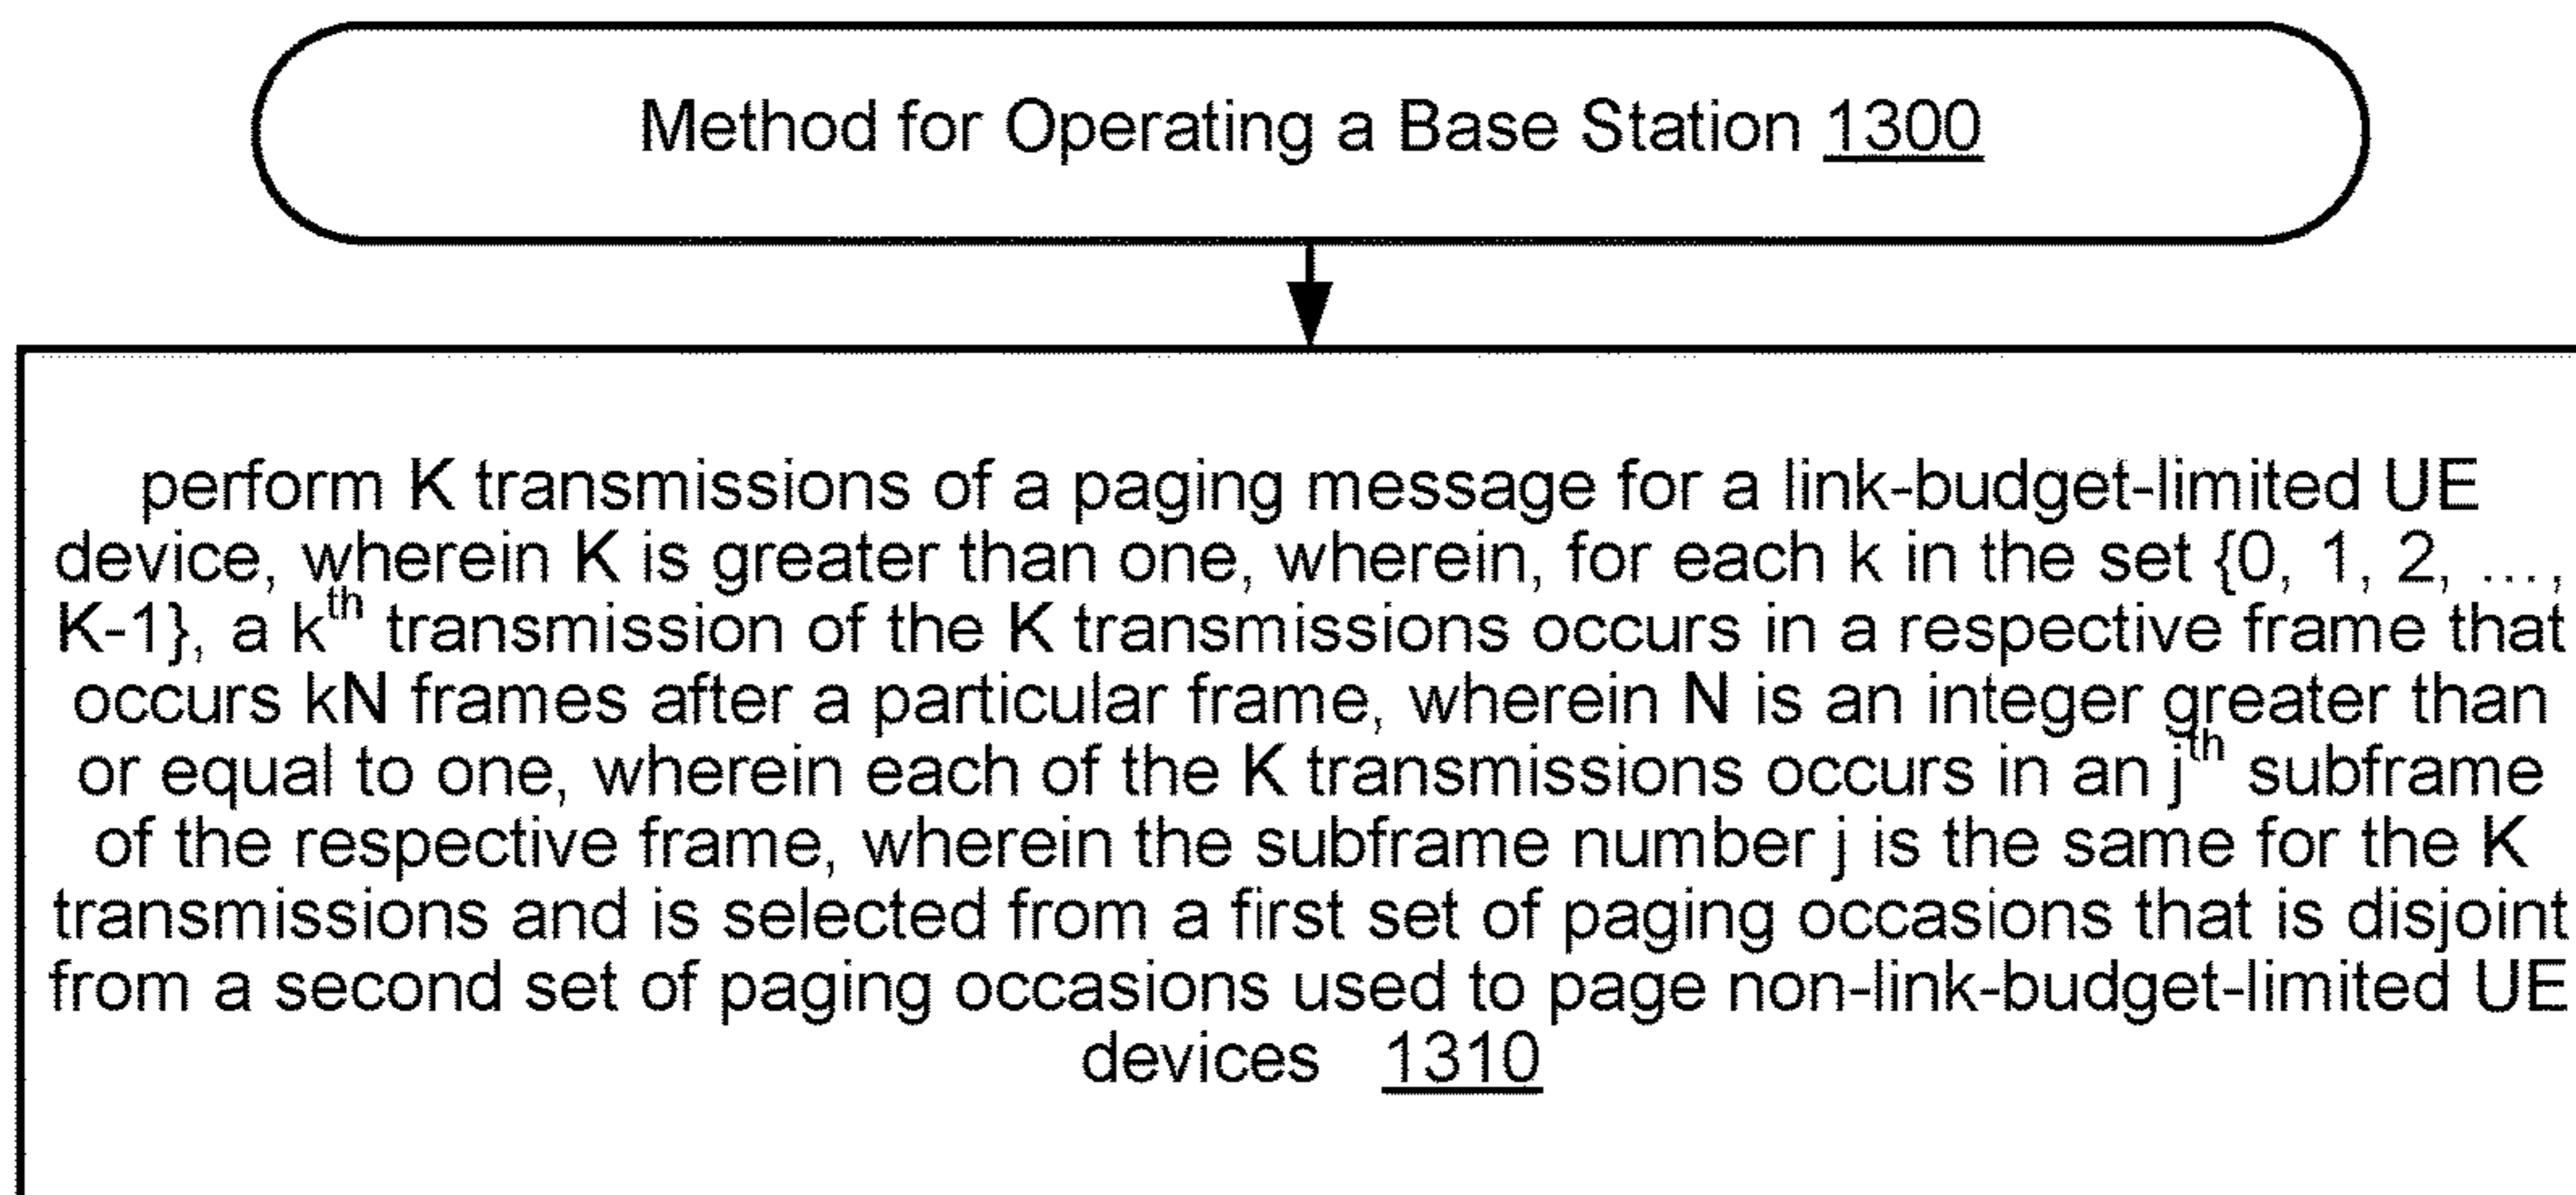 Method for Operating a Base Station 1300
perform K transmissions of a paging message for a link-budget-limited UE
device, wherein K is greater than one, wherein, for each k in the set {0, 1, 2, ...,
K-1}, a kth transmission of the K transmissions occurs in a respective frame that
occurs kN frames after a particular frame, wherein N is an integer greater than
or equal to one, wherein each of the K transmissions occurs in an jth subframe
of the respective frame, wherein the subframe number j is the same for the K
transmissions and is selected from a first set of paging occasions that is disjoint
from a second set of paging occasions used to page non-link-budget-limited UE
devices 1310